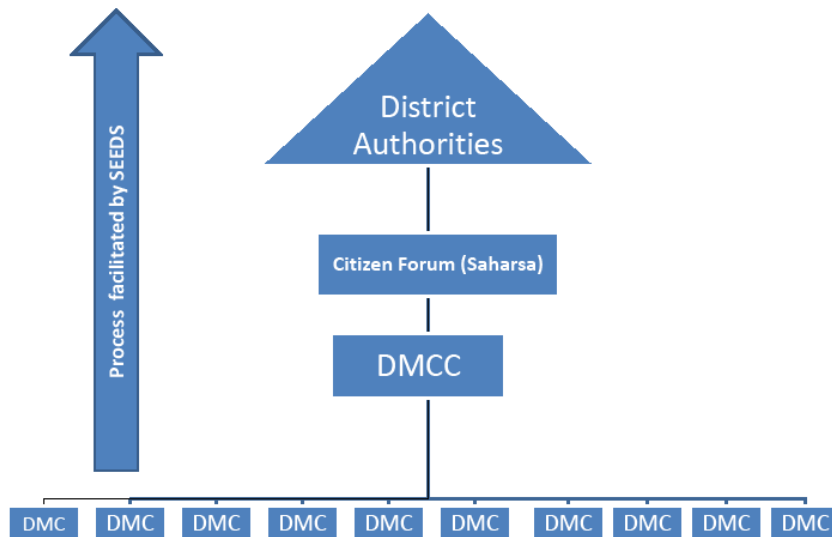 Process facilitated by SEEDS
District
Authorities
Citizen Forum (Saharsa)
DMCC
DMC
DMC
DMC
DMC
DMC
DMC
DMC
DMC
DMC
DMC